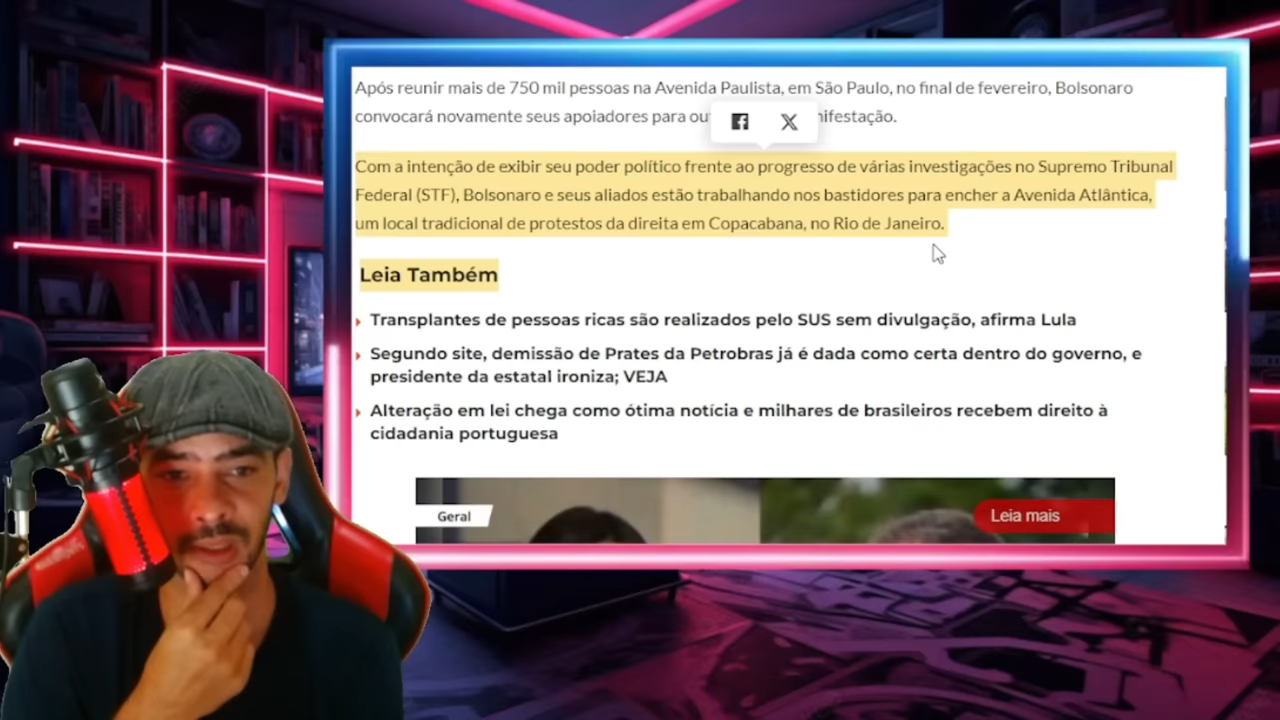 Após reunir mais de 750 mil pessoas na Avenida Paulista, em São Paulo, no final de fevereiro, Bolsonaro
convocará novamente seus apoiadores para ou nifestação.
Com a intenção de exibir seu poder político frente ao progresso de várias investigações no Supremo Tribunal
Federal (STF), Bolsonaro e seus aliados estão trabalhando nos bastidores para encher a Avenida Atlântica,
um local tradicional de protestos da direita em Copacabana, no Rio de Janeiro.
Leia Também
Transplantes de pessoas ricas são realizados pelo SUS sem divulgação, afirma Lula
Segundo site, demissão de Prates da Petrobras já é dada como certa dentro do governo, e
presidente da estatal ironiza; VEJA
Alteração em lei chega como ótima notícia e milhares de brasileiros recebem direito à
cidadania portuguesa
Geral
Leia mais